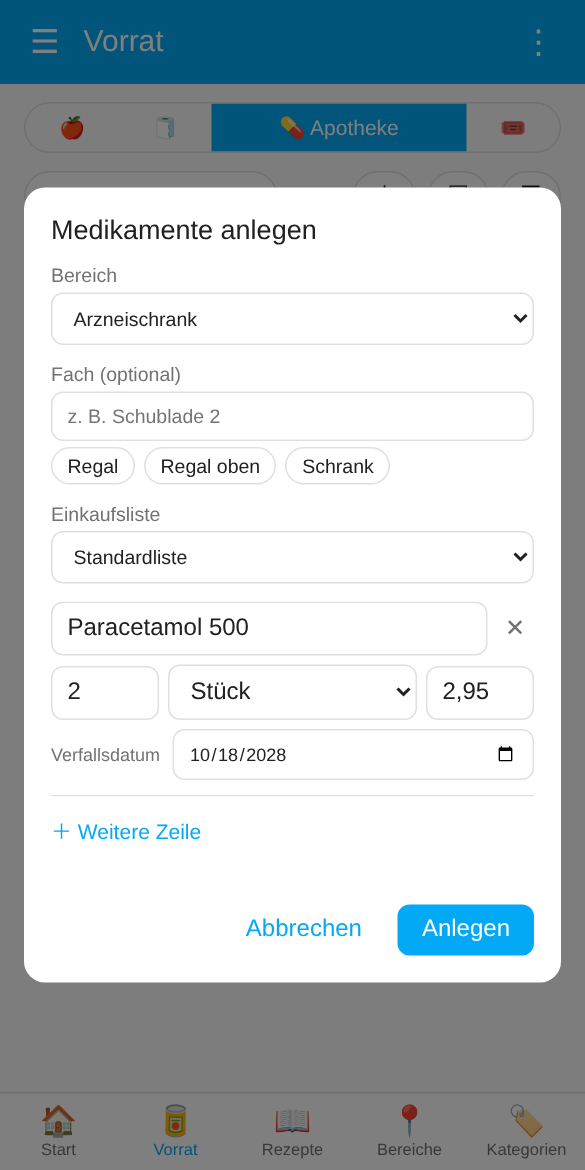 Vorrat
Apotheke
Medikamente anlegen
Bereich
Arzneischrank
Fach (optional)
z. B. Schublade 2
Regal
Regal oben
Schrank
Einkaufsliste
Standardliste
Paracetamol 500
2
Stück
2,95
Verfallsdatum
10/18/2028
Weitere Zeile
Abbrechen
Anlegen
Start
Vorrat
Rezepte
Bereiche
Kategorien